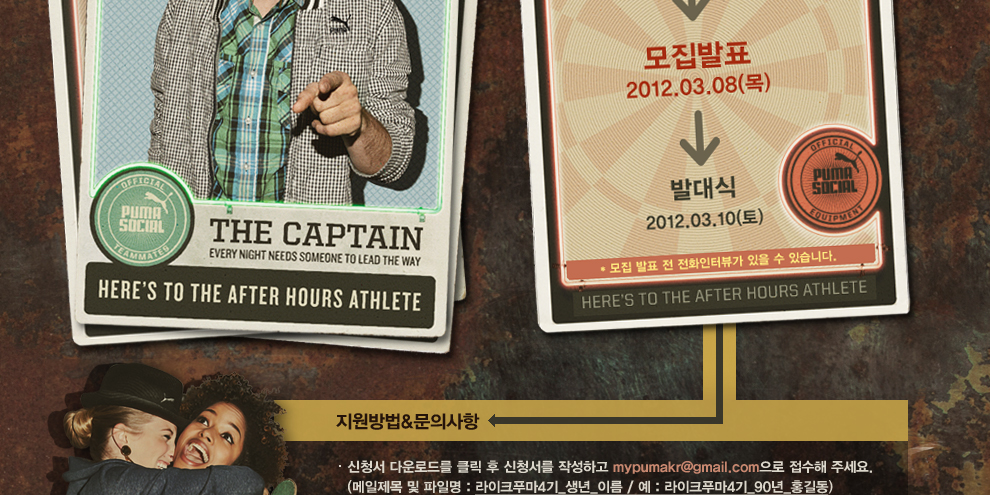 PUMA
OFFICIAL
PUMA
SOCIAL
TEAMMATES
THE CAPTAIN
EVERY NIGHT NEEDS SOMEONE TO LEAD THE WAY
HERE'S TO THE AFTER HOURS ATHLETE
모집발표
2012.03.08(목)
발대식
2012.03.10(토)
OFFICIAL
PUMA
SOCIAL
EQUIPMENT
* 모집 발표 전 전화인터뷰가 있을 수 있습니다.
HERE'S TO THE AFTER HOURS ATHLETE
지원방법&문의사항
· 신청서 다운로드를 클릭 후 신청서를 작성하고 mypumakr@gmail.com으로 접수해 주세요.
(메일제목 및 파일명 : 라이크푸마4기_생년_이름 / 예 : 라이크푸마4기_90년_홍길동)